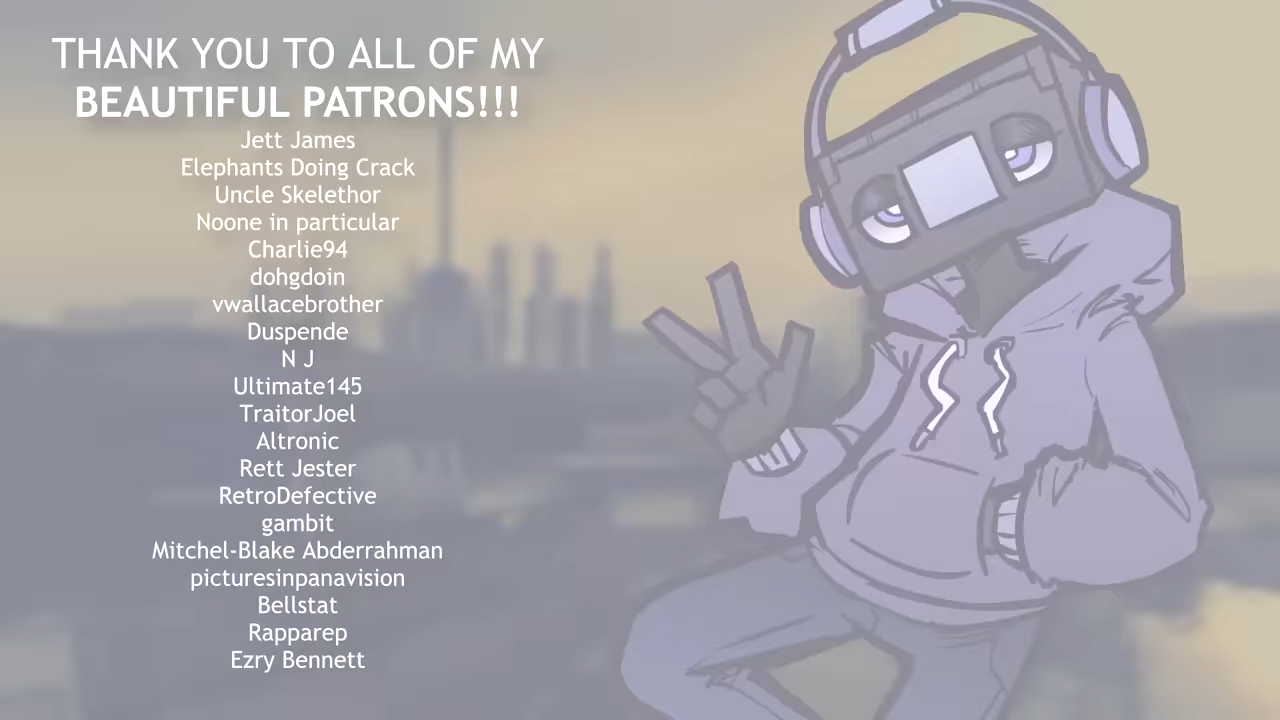 THANK YOU TO ALL OF MY
BEAUTIFUL PATRONS!!!
Jett James
Elephants Doing Crack
Uncle Skelethor
Noone in particular
Charlie94
dohgdoin
vwallacebrother
Duspende
N J
Ultimate145
TraitorJoel
Altronic
Rett Jester
RetroDefective
gambit
Mitchel-Blake Abderrahman
picturesinpanavision
Bellstat
Rapparep
Ezry Bennett